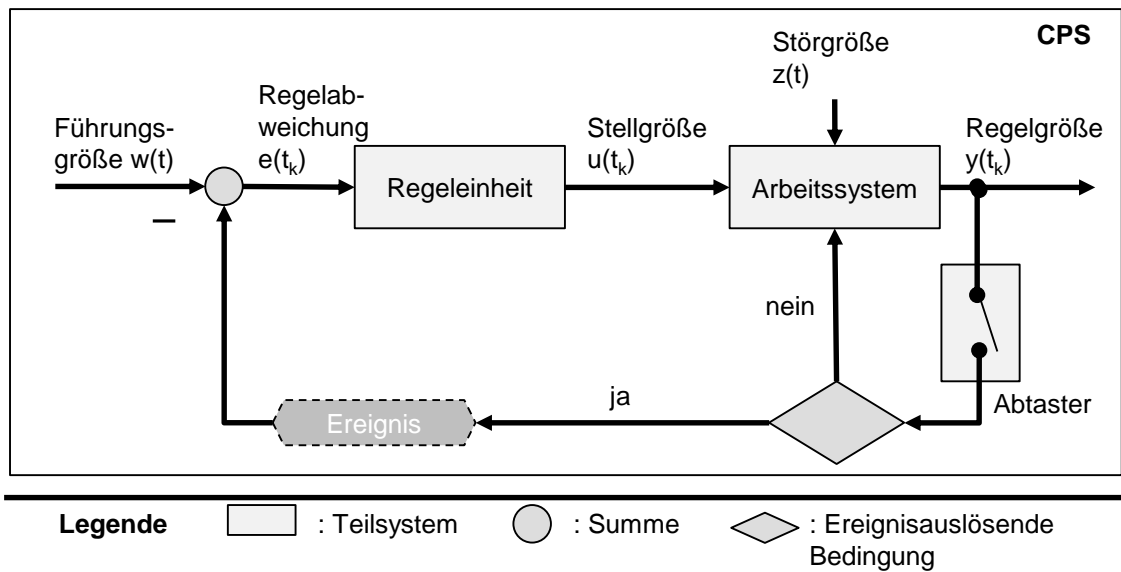 CPS
Störgröße
z(t)
Führungs-
größe w(t)
Regelab-
weichung
e(tₖ)
Stellgröße
u(tₖ)
Regelgröße
y(tₖ)
Regeleinheit
Arbeitssystem
–
nein
ja
Ereignis
Abtaster
Legende
: Teilsystem
: Summe
: Ereignisauslösende
Bedingung